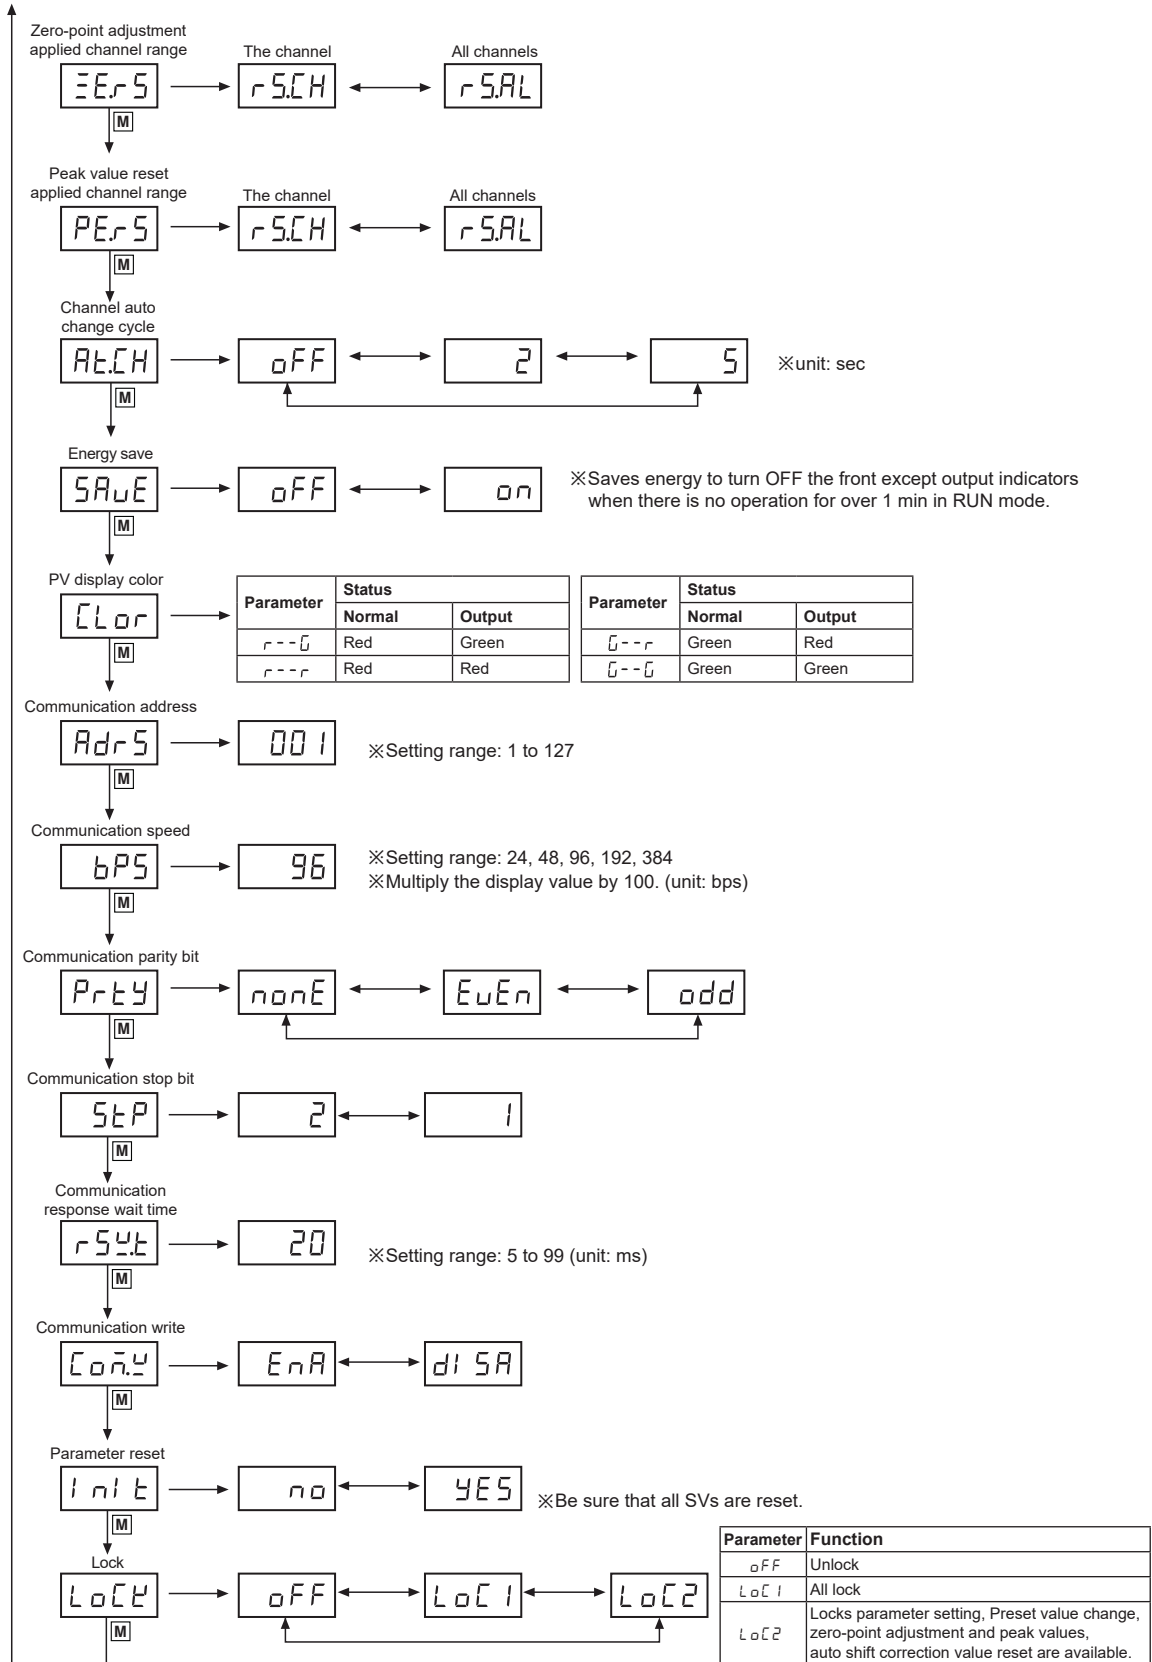 Zero-point adjustment
applied channel range
The channel
All channels
ZE.rS
rS.CH
rS.AL
M
Peak value reset
applied channel range
The channel
All channels
PE.rS
rS.CH
rS.AL
M
Channel auto
change cycle
At.CH
oFF
2
5
※unit: sec
M
Energy save
SAvE
oFF
on
※Saves energy to turn OFF the front except output indicators
when there is no operation for over 1 min in RUN mode.
M
PV display color
CLor
M
Parameter Status
Normal Output
r--G Red Green
r--r Red Red
Parameter Status
Normal Output
G--r Green Red
G--G Green Green
Communication address
AdrS
001
※Setting range: 1 to 127
M
Communication speed
bPS
96
※Setting range: 24, 48, 96, 192, 384
※Multiply the display value by 100. (unit: bps)
M
Communication parity bit
PrtY
nonE
EvEn
odd
M
Communication stop bit
StP
2
1
M
Communication
response wait time
rSW.t
20
※Setting range: 5 to 99 (unit: ms)
M
Communication write
CoM.W
EnA
dISA
M
Parameter reset
InIt
no
YES
※Be sure that all SVs are reset.
M
Lock
LoCK
oFF
LoC1
LoC2
M
Parameter Function
oFF Unlock
LoC1 All lock
LoC2 Locks parameter setting, Preset value change,
zero-point adjustment and peak values,
auto shift correction value reset are available.